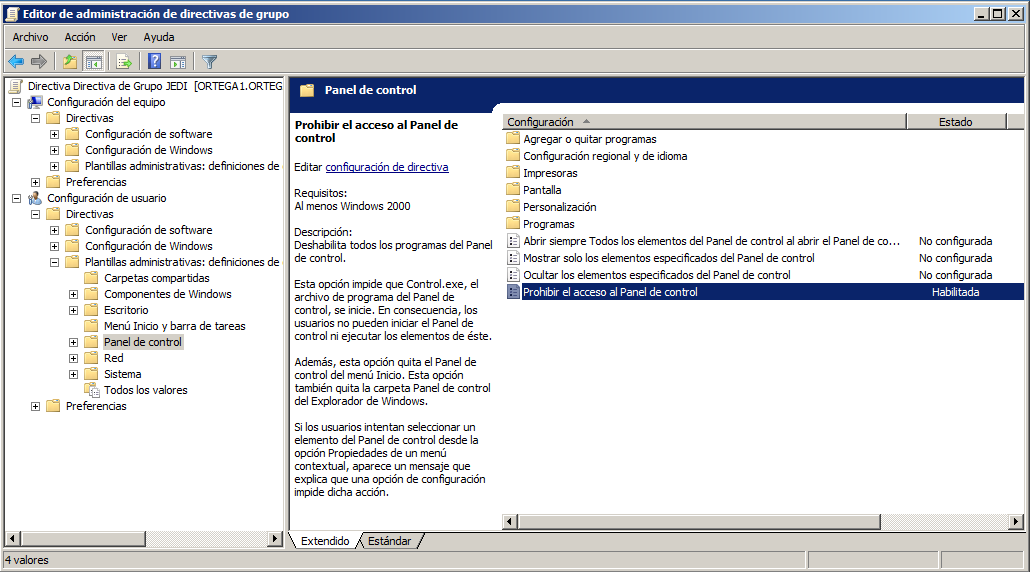 Editor de administración de directivas de grupo
Archivo Acción Ver Ayuda
Directiva Directiva de Grupo JEDI [ORTEGA1.ORTEG
Configuración del equipo
Directivas
Configuración de software
Configuración de Windows
Plantillas administrativas: definiciones de
Preferencias
Configuración de usuario
Directivas
Configuración de software
Configuración de Windows
Plantillas administrativas: definiciones de
Carpetas compartidas
Componentes de Windows
Escritorio
Menú Inicio y barra de tareas
Panel de control
Red
Sistema
Todos los valores
Preferencias
Panel de control
Prohibir el acceso al Panel de
control
Editar configuración de directiva
Requisitos:
Al menos Windows 2000
Descripción:
Deshabilita todos los programas del Panel
de control.
Esta opción impide que Control.exe, el
archivo de programa del Panel de
control, se inicie. En consecuencia, los
usuarios no pueden iniciar el Panel de
control ni ejecutar los elementos de éste.
Además, esta opción quita el Panel de
control del menú Inicio. Esta opción
también quita la carpeta Panel de control
del Explorador de Windows.
Si los usuarios intentan seleccionar un
elemento del Panel de control desde la
opción Propiedades de un menú
contextual, aparece un mensaje que
explica que una opción de configuración
impide dicha acción.
Configuración Estado
Agregar o quitar programas
Configuración regional y de idioma
Impresoras
Pantalla
Personalización
Programas
Abrir siempre Todos los elementos del Panel de control al abrir el Panel de co... No configurada
Mostrar solo los elementos especificados del Panel de control No configurada
Ocultar los elementos especificados del Panel de control No configurada
Prohibir el acceso al Panel de control Habilitada
Extendido Estándar
4 valores